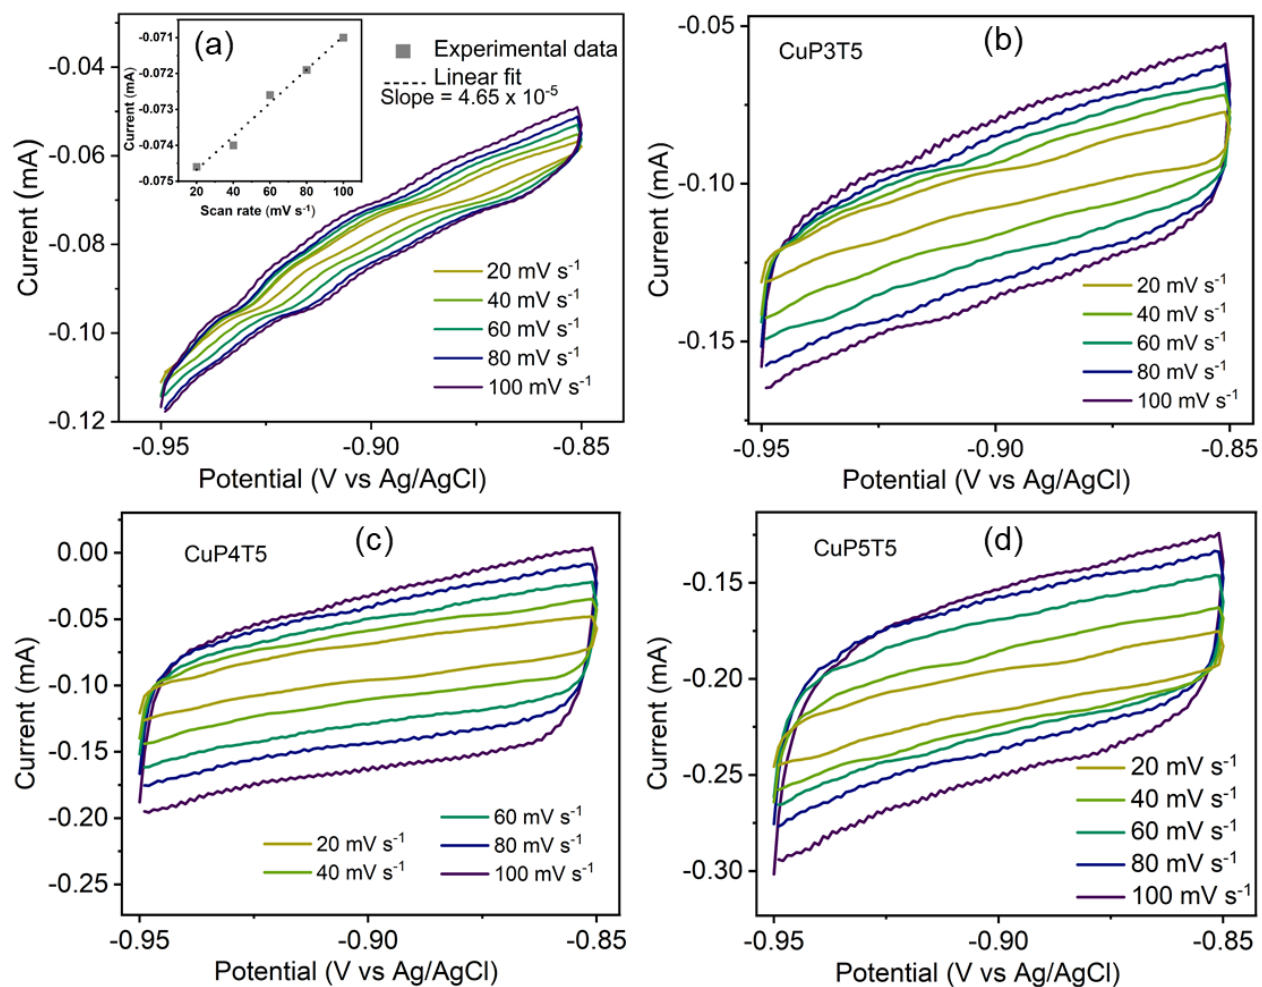 (a)
-0.071
-0.072
-0.073
-0.074
-0.075
Current (mA)
20 40 60 80 100
Scan rate (mV s-1)
Experimental data
Linear fit
Slope = 4.65 x 10-5
-0.04
-0.06
-0.08
-0.10
-0.12
Current (mA)
20 mV s-1
40 mV s-1
60 mV s-1
80 mV s-1
100 mV s-1
-0.95 -0.90 -0.85
Potential (V vs Ag/AgCl)
CuP3T5 (b)
-0.05
-0.10
-0.15
Current (mA)
20 mV s-1
40 mV s-1
60 mV s-1
80 mV s-1
100 mV s-1
-0.95 -0.90 -0.85
Potential (V vs Ag/AgCl)
CuP4T5 (c)
0.00
-0.05
-0.10
-0.15
-0.20
-0.25
Current (mA)
20 mV s-1
40 mV s-1
60 mV s-1
80 mV s-1
100 mV s-1
-0.95 -0.90 -0.85
Potential (V vs Ag/AgCl)
CuP5T5 (d)
-0.15
-0.20
-0.25
-0.30
Current (mA)
20 mV s-1
40 mV s-1
60 mV s-1
80 mV s-1
100 mV s-1
-0.95 -0.90 -0.85
Potential (V vs Ag/AgCl)